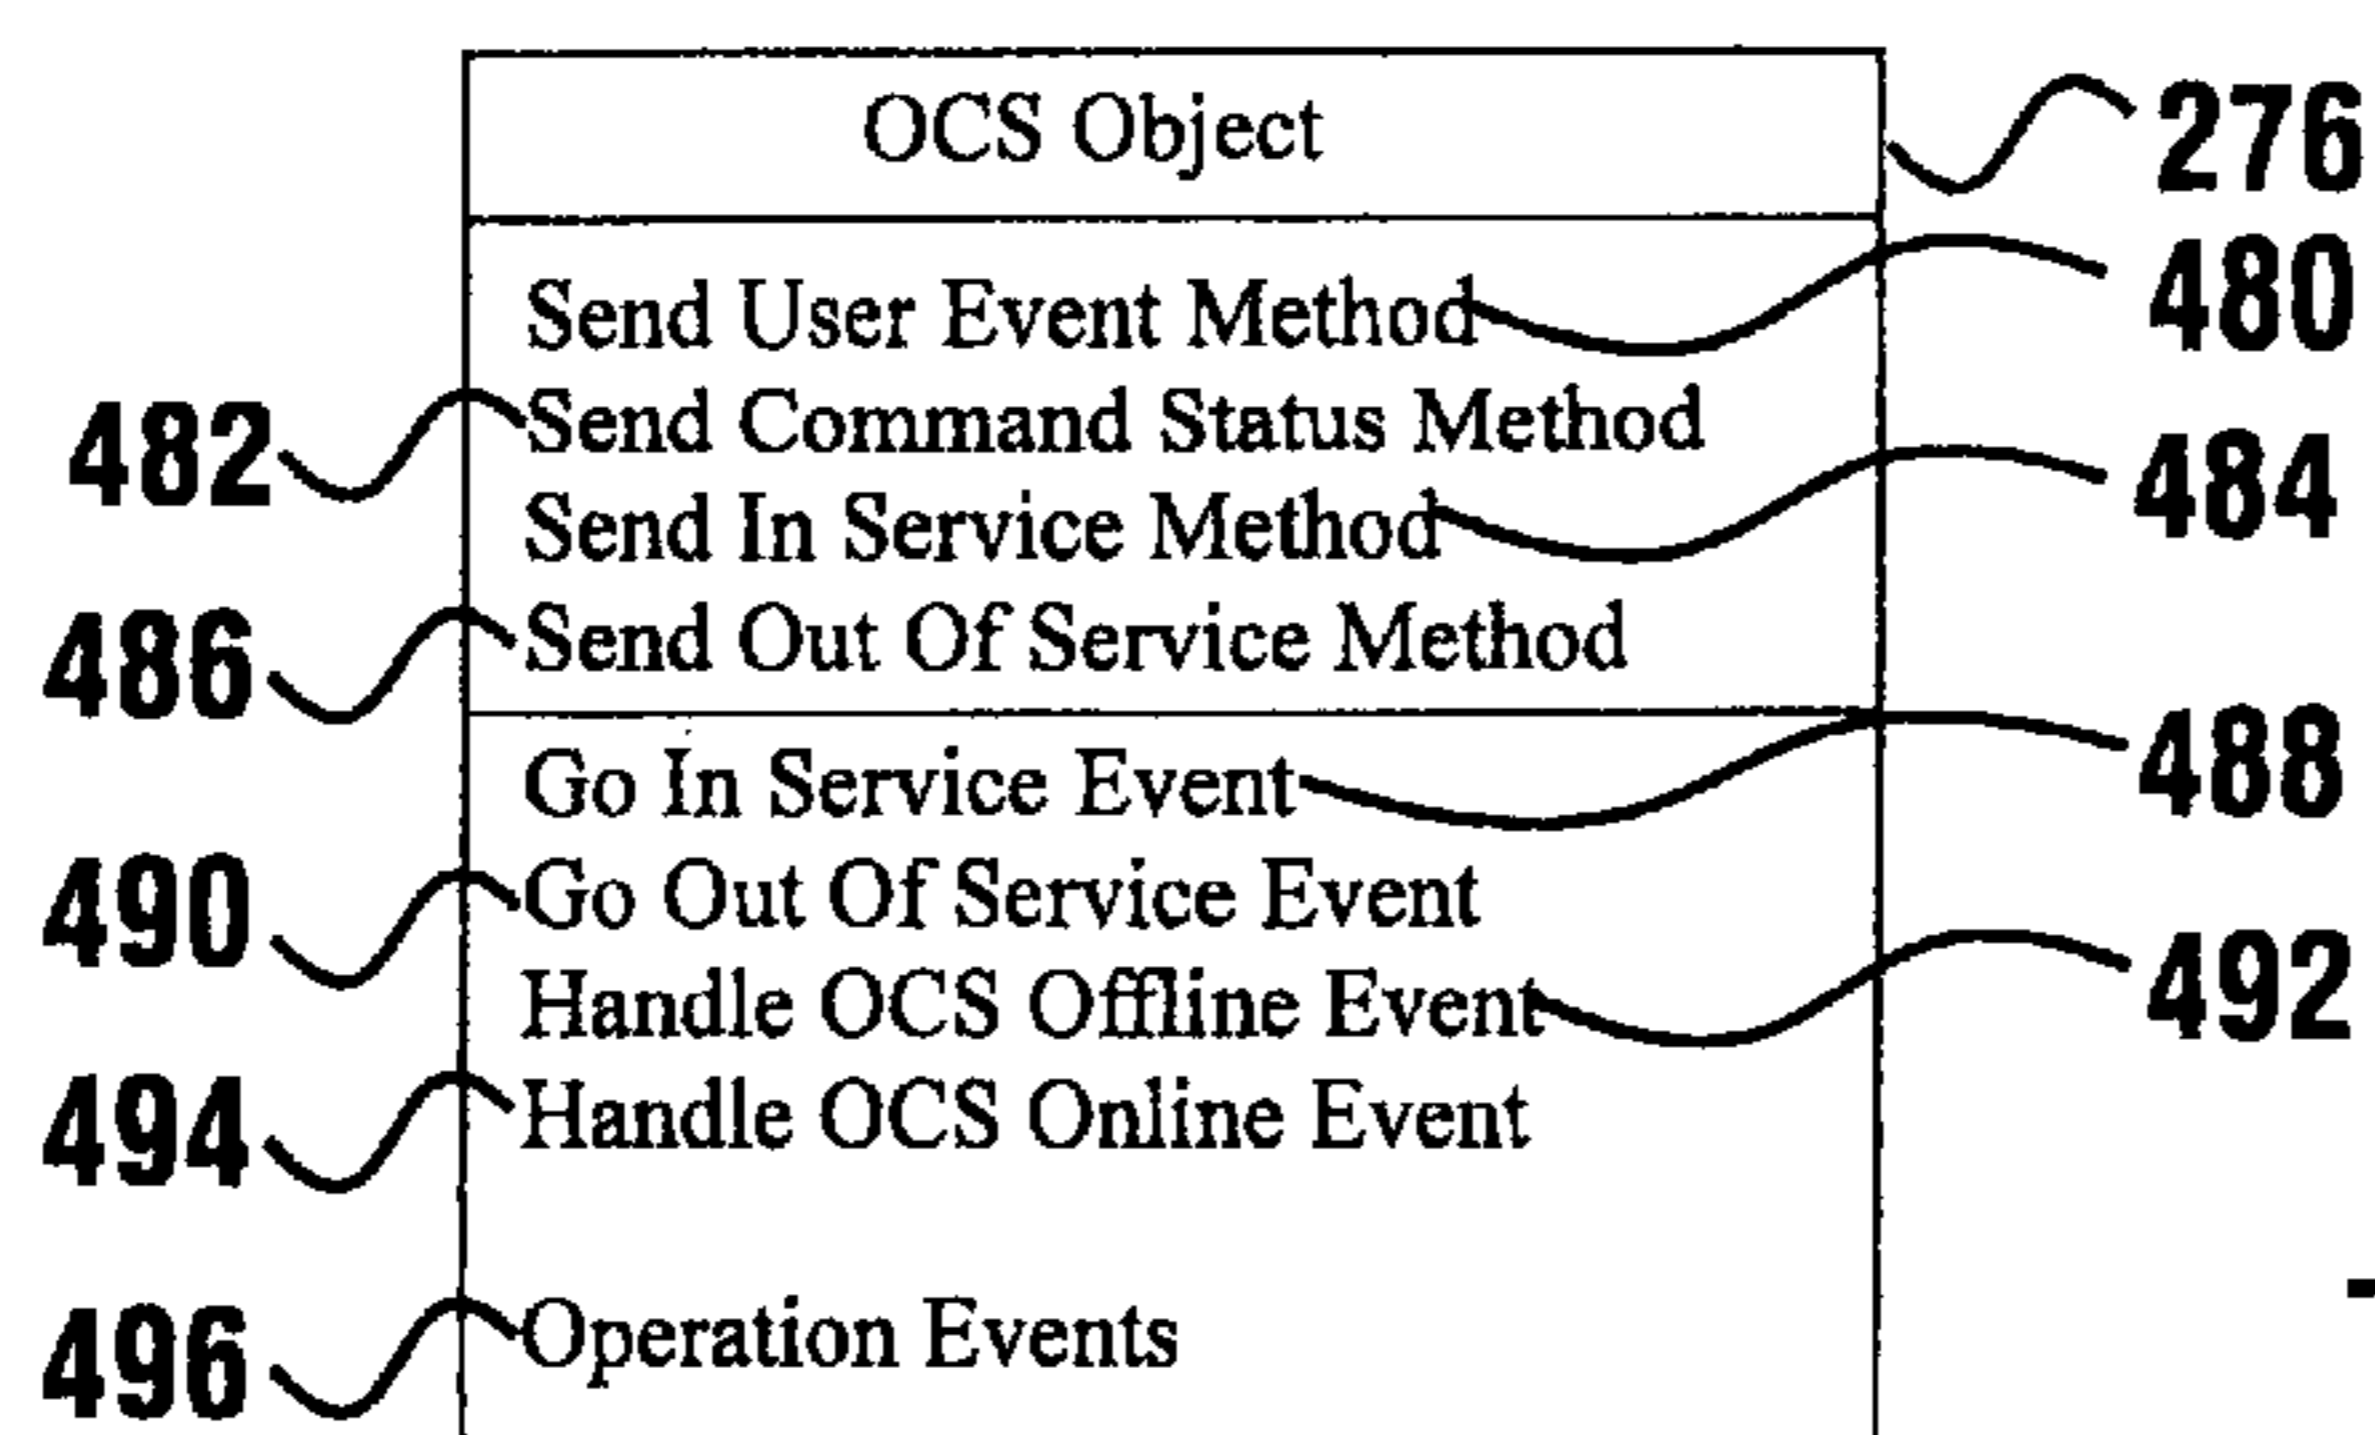 OCS Object
276
Send User Event Method
480
482
Send Command Status Method
Send In Service Method
484
486
Send Out Of Service Method
Go In Service Event
488
490
Go Out Of Service Event
Handle OCS Offline Event
492
494
Handle OCS Online Event
496
Operation Events